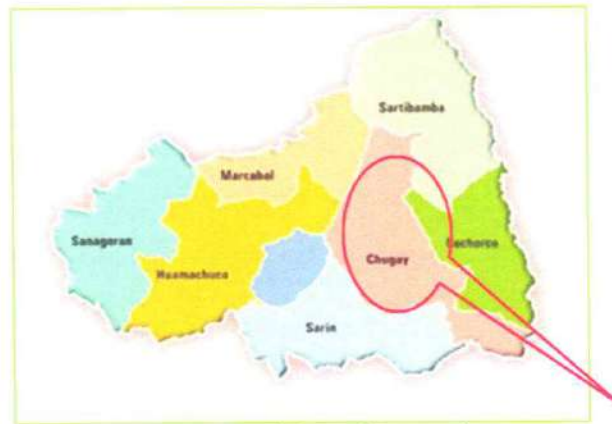 Sartibamba
Marcabal
Sanagoran
Cochorco
Chugay
Huamachuco
Sarin